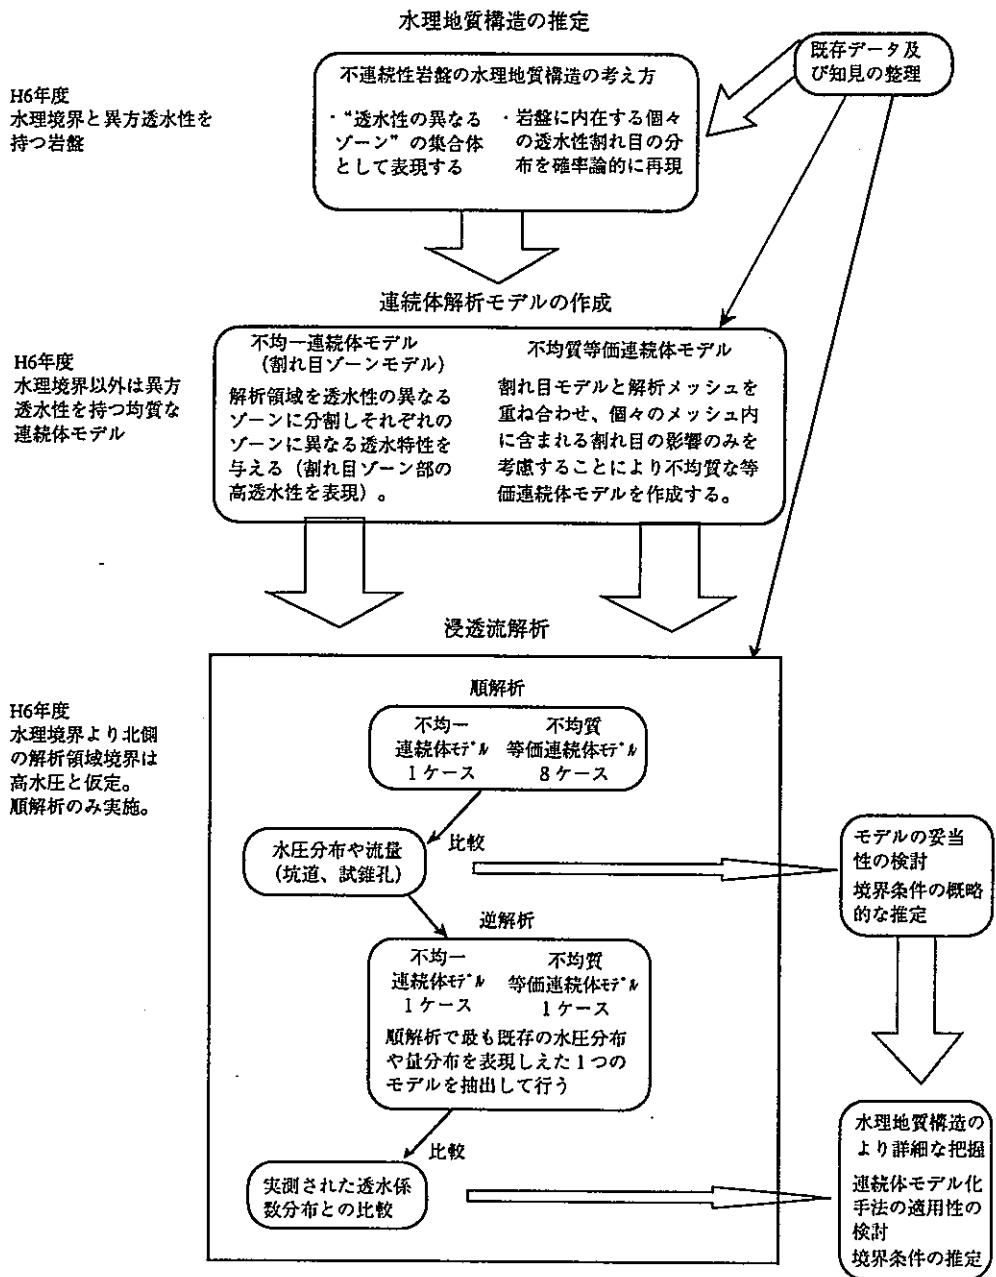 水理地質構造の推定
既存データ及
び知見の整理
H6年度
水理境界と異方透水性を
持つ岩盤
不連続性岩盤の水理地質構造の考え方
・“透水性の異なる
ゾーン”の集合体
として表現する
・岩盤に内在する個々
の透水性割れ目の分
布を確率論的に再現
連続体解析モデルの作成
H6年度
水理境界以外は異方
透水性を持つ均質な
連続体モデル
不均一連続体モデル
(割れ目ゾーンモデル)
解析領域を透水性の異なる
ゾーンに分割しそれぞれの
ゾーンに異なる透水特性を
与える(割れ目ゾーン部の
高透水性を表現)。
不均質等価連続体モデル
割れ目モデルと解析メッシュを
重ね合わせ、個々のメッシュ内
に含まれる割れ目の影響のみを
考慮することにより不均質な等
価連続体モデルを作成する。
浸透流解析
H6年度
水理境界より北側
の解析領域境界は
高水圧と仮定。
順解析のみ実施。
順解析
不均一
連続体ﾓﾃﾞﾙ
1ケース
不均質
等価連続体ﾓﾃﾞﾙ
8ケース
比較
水圧分布や流量
(坑道、試錐孔)
モデルの妥当
性の検討
境界条件の概略
的な推定
逆解析
不均一
連続体ﾓﾃﾞﾙ
1ケース
不均質
等価連続体ﾓﾃﾞﾙ
1ケース
順解析で最も既存の水圧分布
や量分布を表現しえた1つの
モデルを抽出して行う
比較
実測された透水係
数分布との比較
水理地質構造の
より詳細な把握
連続体モデル化
手法の適用性の
検討
境界条件の推定